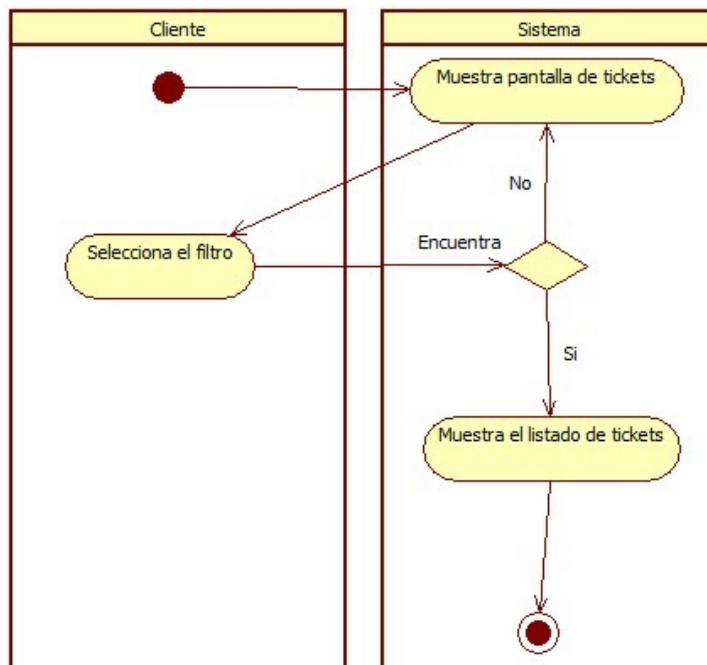 Cliente
Sistema
Muestra pantalla de tickets
No
Selecciona el filtro
Encuentra
Si
Muestra el listado de tickets